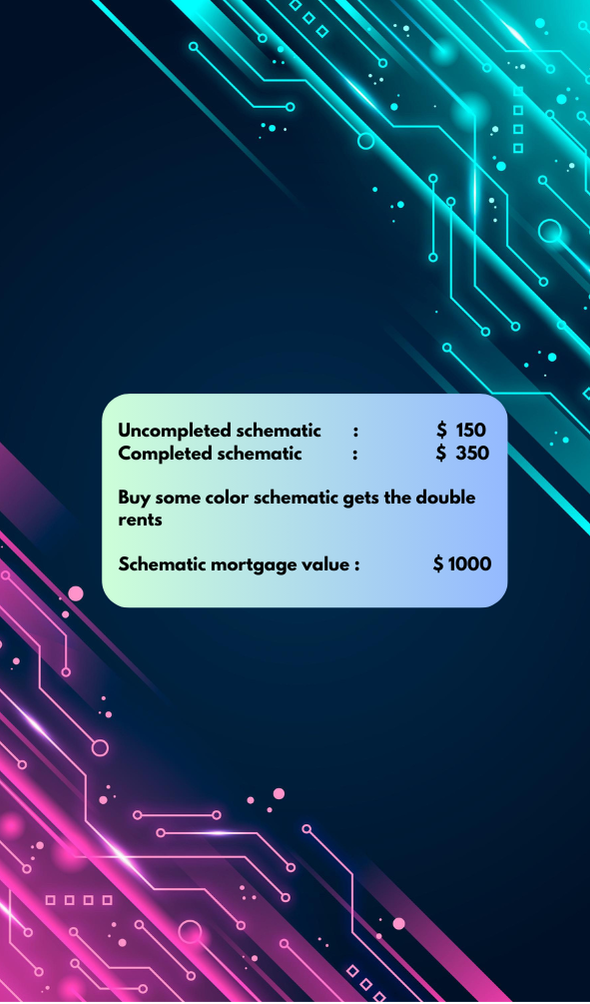 Uncompleted schematic : $ 150
Completed schematic : $ 350
Buy some color schematic gets the double
rents
Schematic mortgage value : $ 1000